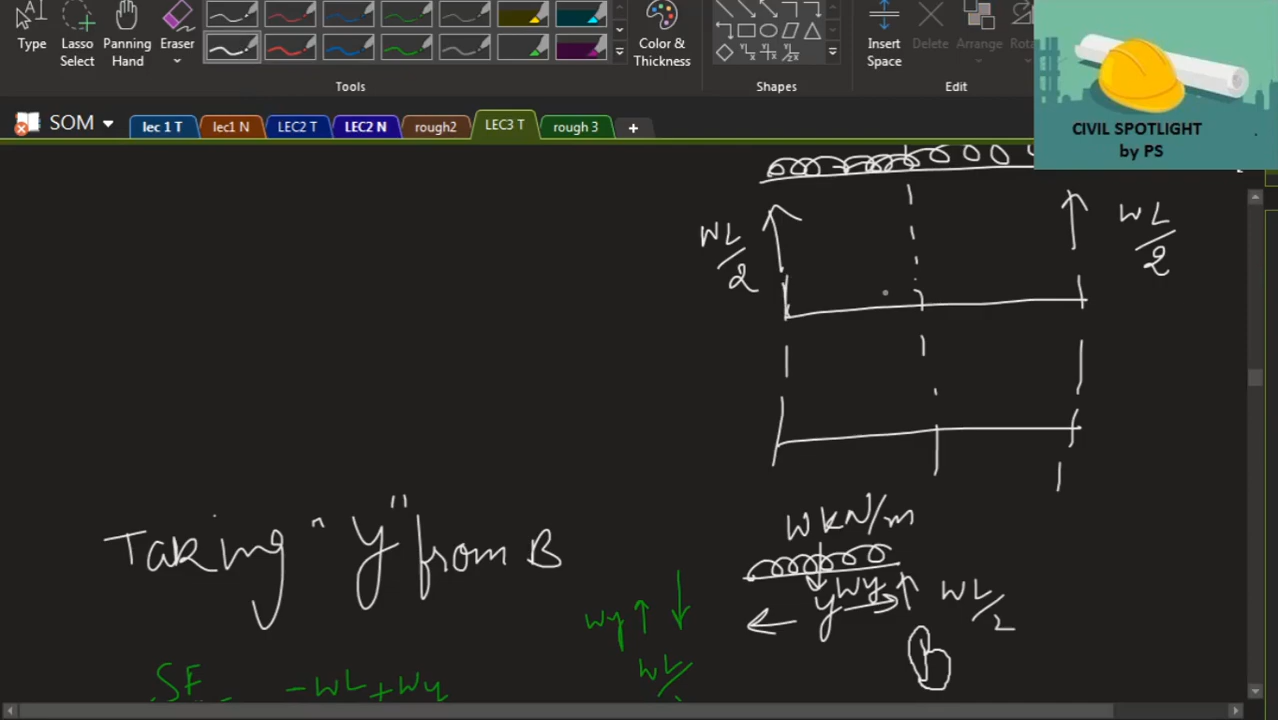 Type
Lasso Select
Panning Hand
Eraser
Color & Thickness
Insert Space
Delete
Arrange
Tools
Shapes
Edit
CIVIL SPOTLIGHT
by PS
SOM
lec 1 T
lec1 N
LEC2 T
LEC2 N
rough2
LEC3 T
rough 3
WL/2
WL/2
WkN/m
Taking "y" from B
y
Wy
WL/2
B
wy
WL/
SF
-WL + Wy